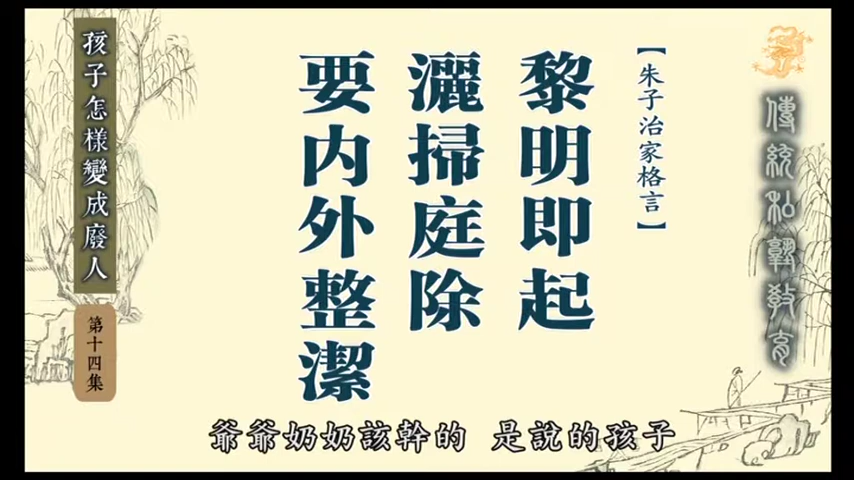 傳統私塾教育
【朱子治家格言】
黎明即起
灑掃庭除
要內外整潔
孩子怎樣變成廢人
第十四集
爺爺奶奶該幹的 是說的孩子